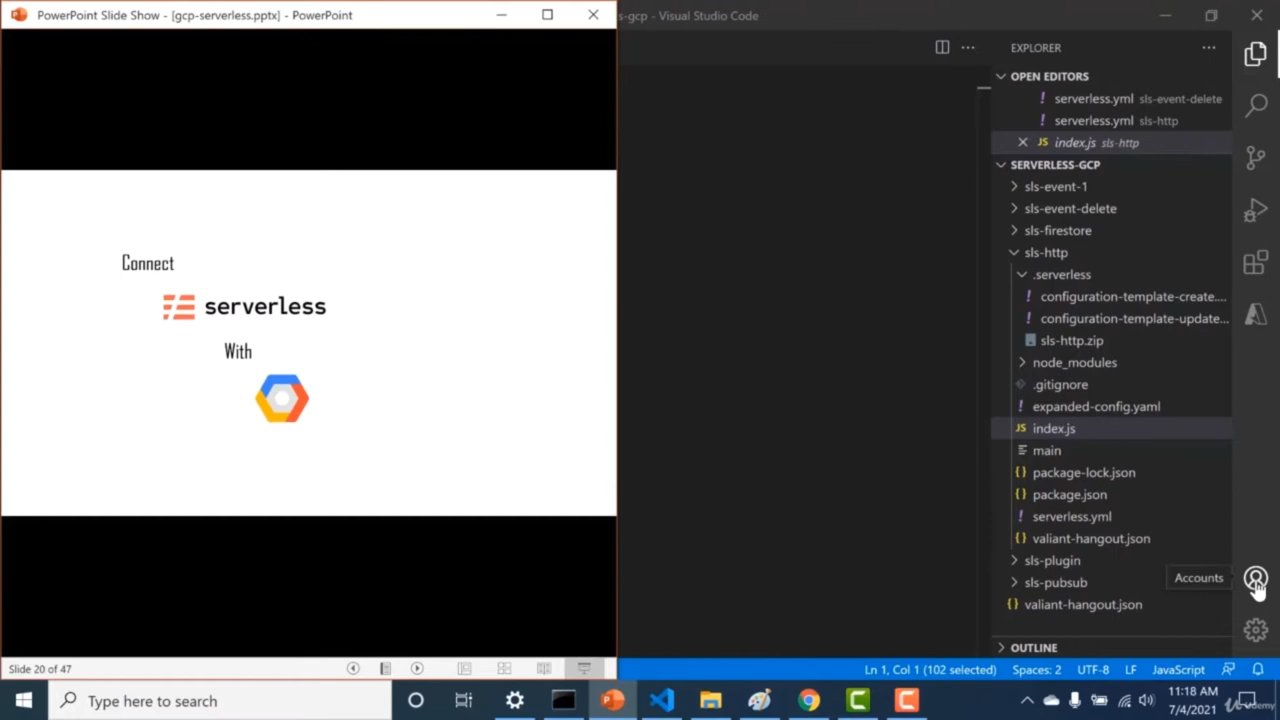 PowerPoint Slide Show - [gcp-serverless.pptx] - PowerPoint
Connect
serverless
With
Slide 20 of 47
s-gcp - Visual Studio Code
EXPLORER
OPEN EDITORS
serverless.yml sls-event-delete
serverless.yml sls-http
JS index.js sls-http
SERVERLESS-GCP
sls-event-1
sls-event-delete
sls-firestore
sls-http
.serverless
configuration-template-create....
configuration-template-update...
sls-http.zip
node_modules
.gitignore
expanded-config.yaml
JS index.js
main
package-lock.json
package.json
serverless.yml
valiant-hangout.json
sls-plugin
sls-pubsub
Accounts
valiant-hangout.json
OUTLINE
Ln 1, Col 1 (102 selected) Spaces: 2 UTF-8 LF JavaScript
Type here to search
11:18 AM
7/4/2021
Udemy